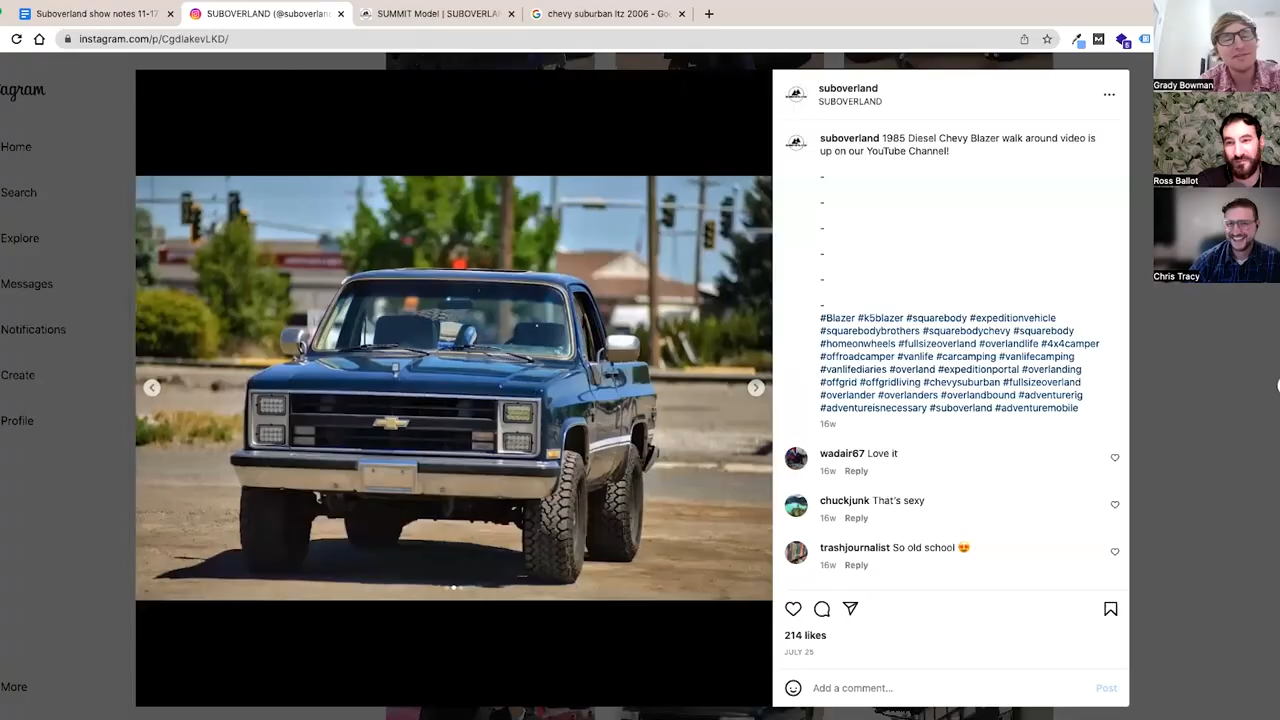 Suboverland show notes 11-17
SUBOVERLAND (@suboverlan
SUMMIT Model | SUBOVERLA
chevy suburban ltz 2006 - Go
instagram.com/p/CgdlakevLKD/
agram
Home
Search
Explore
Messages
Notifications
Create
Profile
More
suboverland
SUBOVERLAND
suboverland 1985 Diesel Chevy Blazer walk around video is
up on our YouTube Channel!
-
-
-
-
-
-
#Blazer #k5blazer #squarebody #expeditionvehicle
#squarebodybrothers #squarebodychevy #squarebody
#homeonwheels #fullsizeoverland #overlandlife #4x4camper
#offroadcamper #vanlife #carcamping #vanlifecamping
#vanlifediaries #overland #expeditionportal #overlanding
#offgrid #offgridliving #chevysuburban #fullsizeoverland
#overlander #overlanders #overlandbound #adventurerig
#adventureisnecessary #suboverland #adventuremobile
16w
wadair67 Love it
16w Reply
chuckjunk That's sexy
16w Reply
trashjournalist So old school 😍
16w Reply
214 likes
JULY 25
Add a comment...
Post
Grady Bowman
Ross Ballot
Chris Tracy